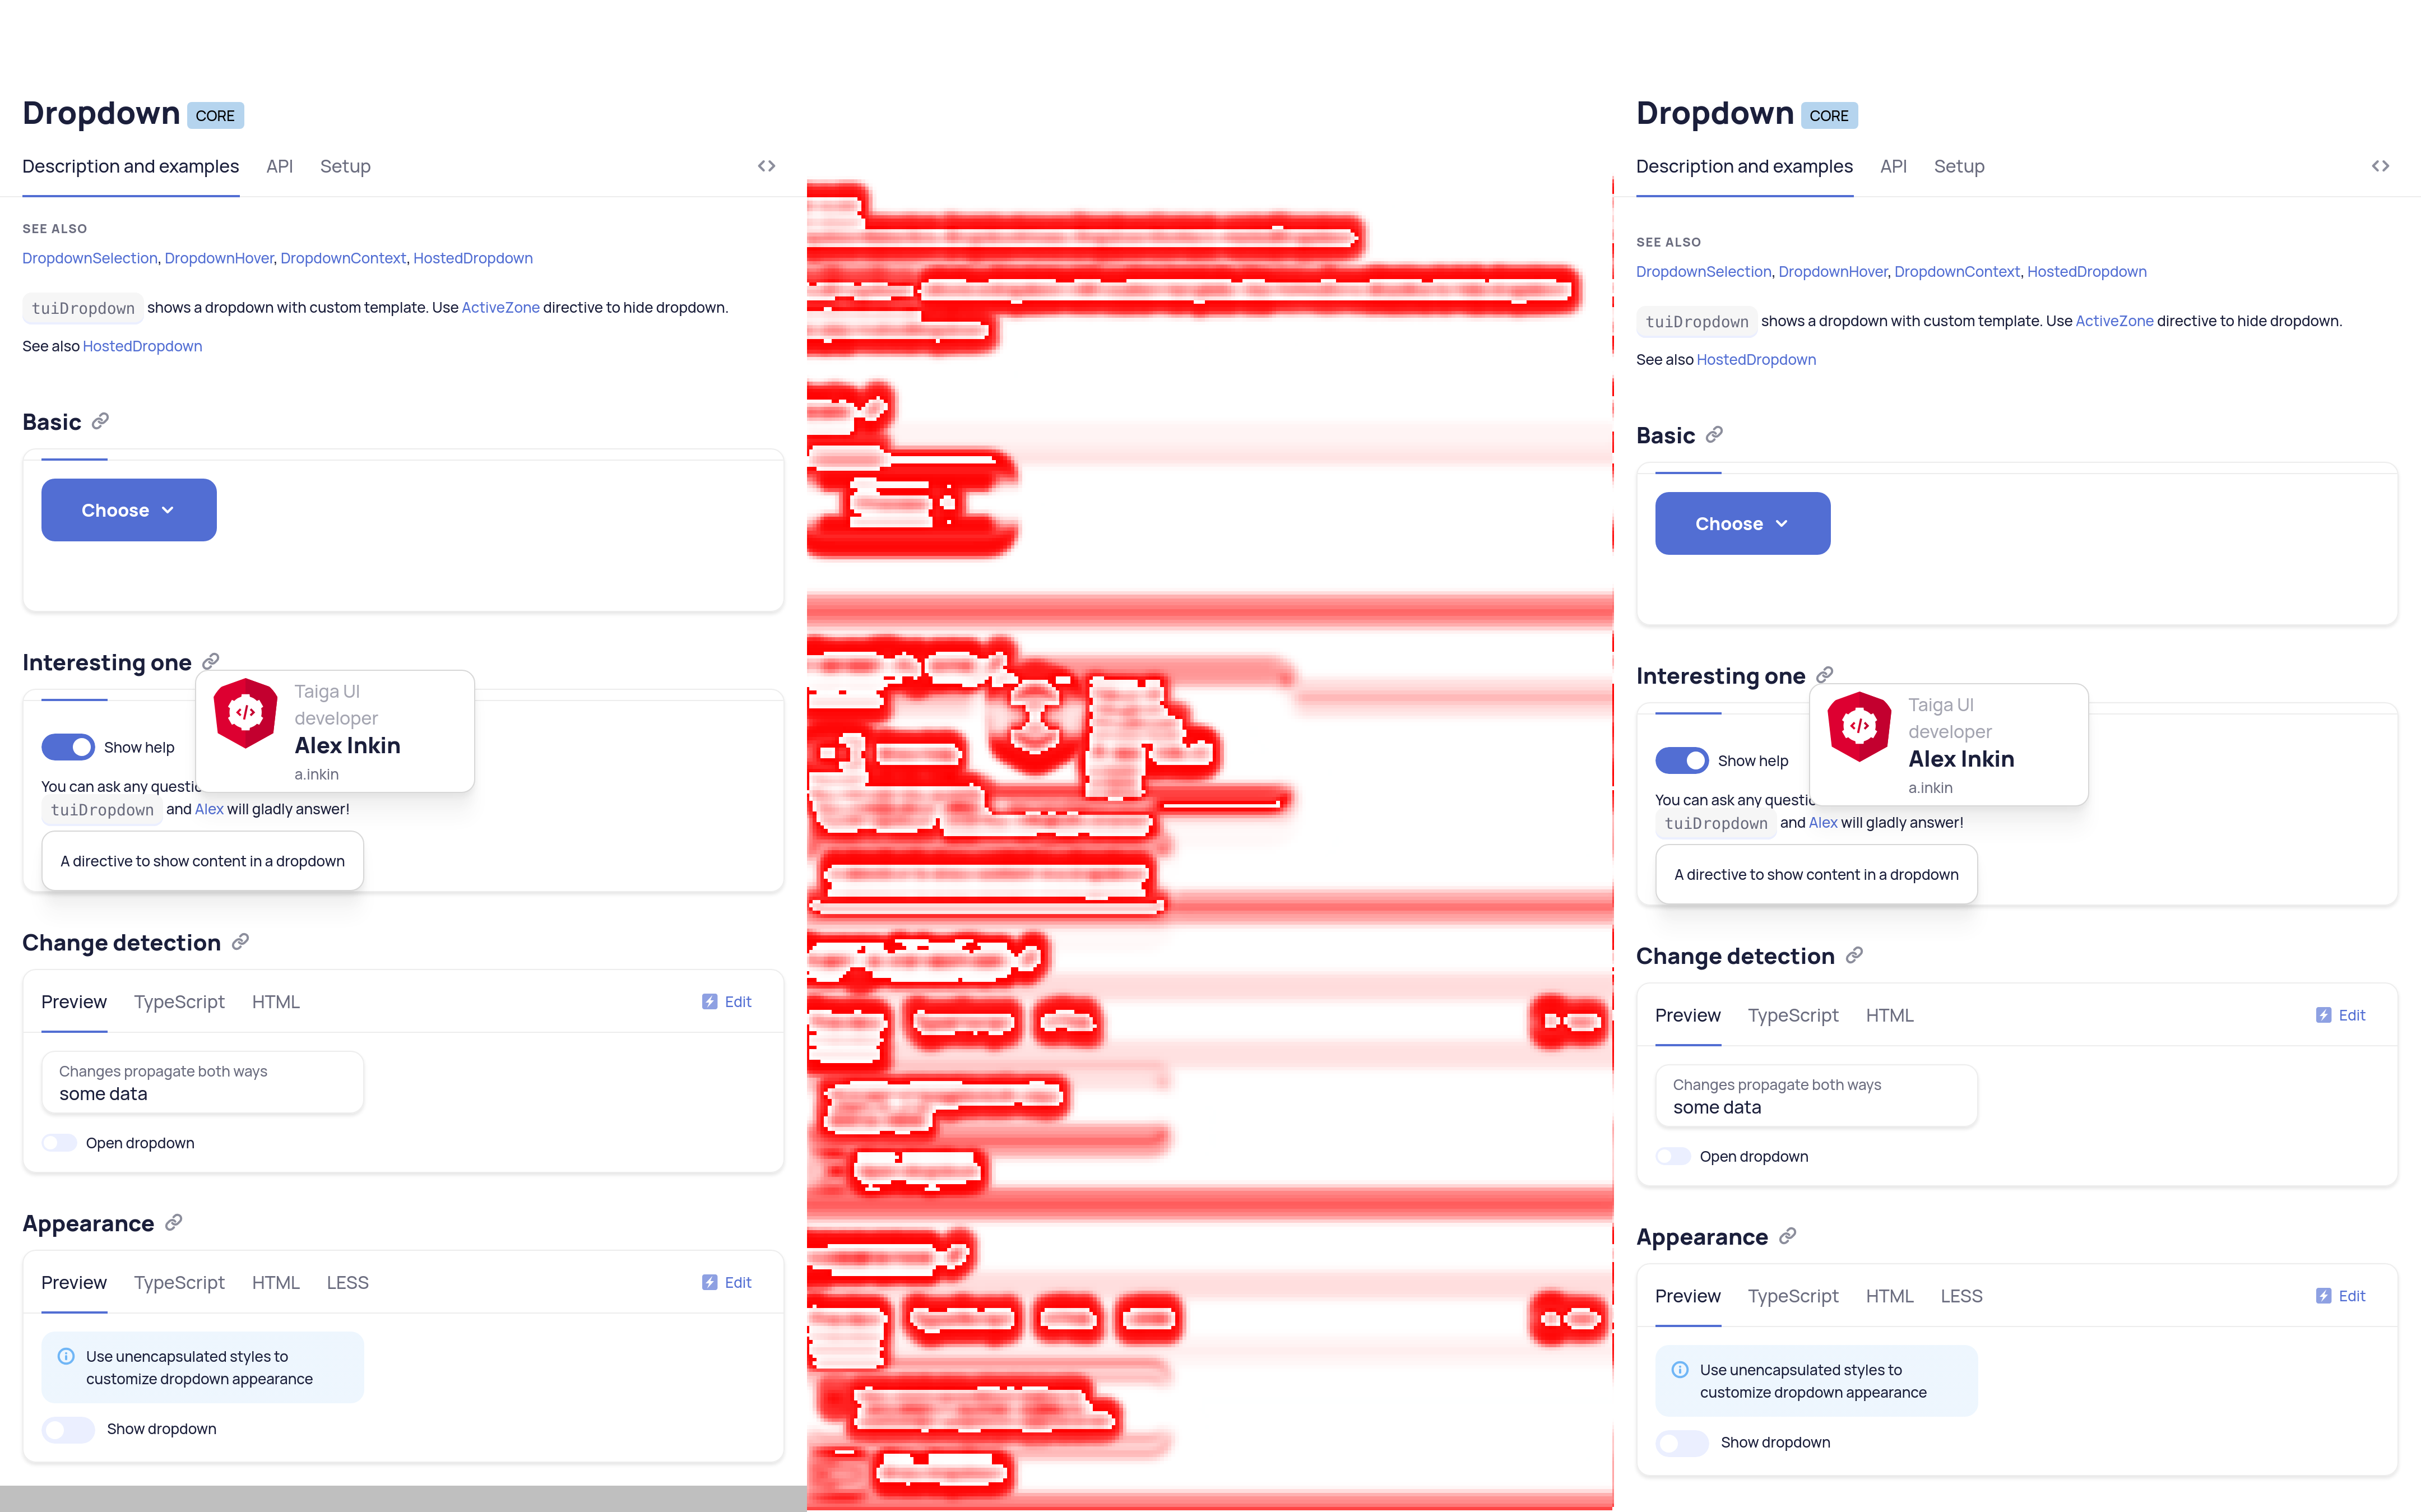 Dropdown CORE
Description and examples API Setup
SEE ALSO
DropdownSelection, DropdownHover, DropdownContext, HostedDropdown
tuiDropdown shows a dropdown with custom template. Use ActiveZone directive to hide dropdown.
See also HostedDropdown
Basic
Choose
Interesting one
Taiga UI
developer
Alex Inkin
a.inkin
Show help
You can ask any questic
tuiDropdown and Alex will gladly answer!
A directive to show content in a dropdown
Change detection
Preview TypeScript HTML Edit
Changes propagate both ways
some data
Open dropdown
Appearance
Preview TypeScript HTML LESS Edit
Use unencapsulated styles to
customize dropdown appearance
Show dropdown
Dropdown CORE
Description and examples API Setup
SEE ALSO
DropdownSelection, DropdownHover, DropdownContext, HostedDropdown
tuiDropdown shows a dropdown with custom template. Use ActiveZone directive to hide dropdown.
See also HostedDropdown
Basic
Choose
Interesting one
Taiga UI
developer
Alex Inkin
a.inkin
Show help
You can ask any questic
tuiDropdown and Alex will gladly answer!
A directive to show content in a dropdown
Change detection
Preview TypeScript HTML Edit
Changes propagate both ways
some data
Open dropdown
Appearance
Preview TypeScript HTML LESS Edit
Use unencapsulated styles to
customize dropdown appearance
Show dropdown